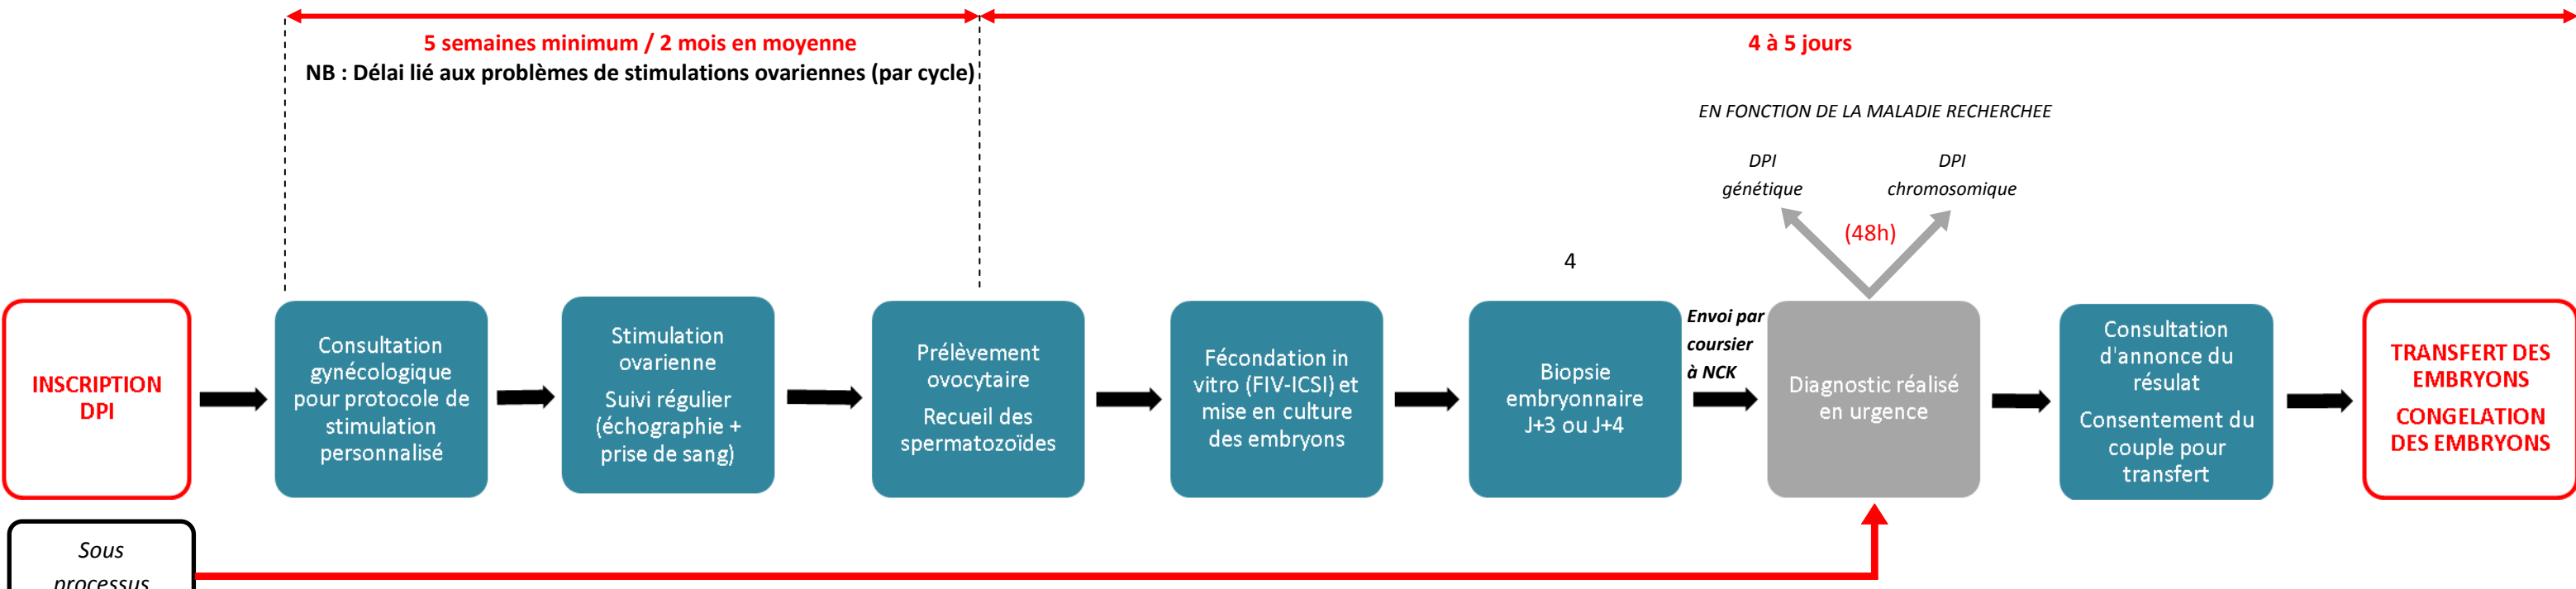 5 semaines minimum / 2 mois en moyenne
NB : Délai lié aux problèmes de stimulations ovariennes (par cycle)
4 à 5 jours
EN FONCTION DE LA MALADIE RECHERCHEE
DPI
génétique
DPI
chromosomique
(48h)
4
INSCRIPTION
DPI
Consultation
gynécologique
pour protocole de
stimulation
personnalisé
Stimulation
ovarienne
Suivi régulier
(échographie +
prise de sang)
Prélèvement
ovocytaire
Recueil des
spermatozoïdes
Fécondation in
vitro (FIV-ICSI) et
mise en culture
des embryons
Biopsie
embryonnaire
J+3 ou J+4
Envoi par
coursier
à NCK
Diagnostic réalisé
en urgence
Consultation
d'annonce du
résulat
Consentement du
couple pour
transfert
TRANSFERT DES
EMBRYONS
CONGELATION
DES EMBRYONS
Sous
processus